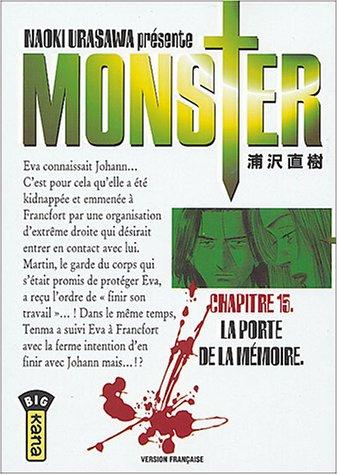 NAOKI URASAWA présente
MONSTER
浦沢直樹
Eva connaissait Johann...
C'est pour cela qu'elle a été
kidnappée et emmenée à
Francfort par une organisation
d'extrême droite qui désirait
entrer en contact avec lui.
Martin, le garde du corps qui
s'était promis de protéger Eva,
a reçu l'ordre de « finir son
travail »...! Dans le même temps,
Tenma a suivi Eva à Francfort
avec la ferme intention d'en
finir avec Johann mais...!?
CHAPITRE 15.
LA PORTE
DE LA MÉMOIRE.
BIG
kana
VERSION FRANÇAISE